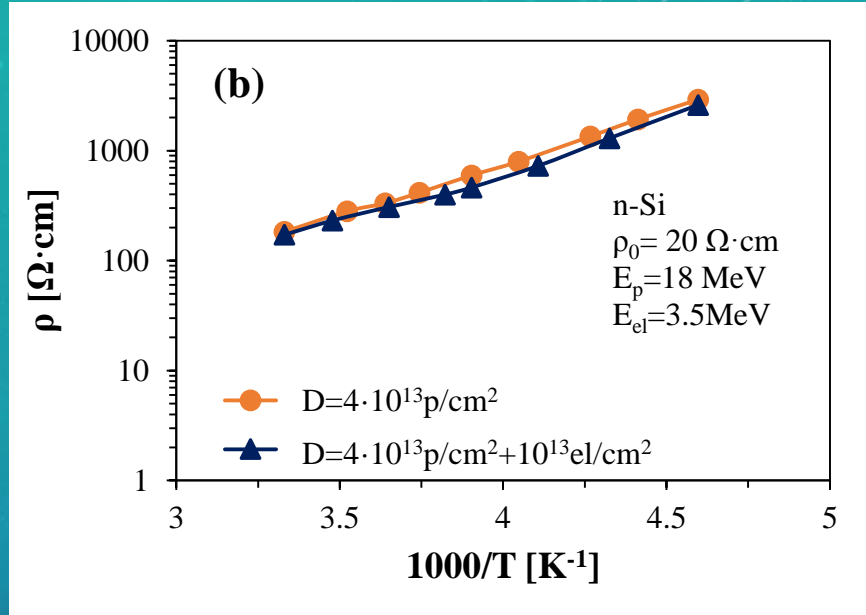 (b)
10000
1000
100
10
1
ρ [Ω·cm]
n-Si
ρ₀= 20 Ω·cm
Eₚ=18 MeV
Eₑₗ=3.5MeV
D=4·10¹³p/cm²
D=4·10¹³p/cm²+10¹³el/cm²
3 3.5 4 4.5 5
1000/T [K⁻¹]